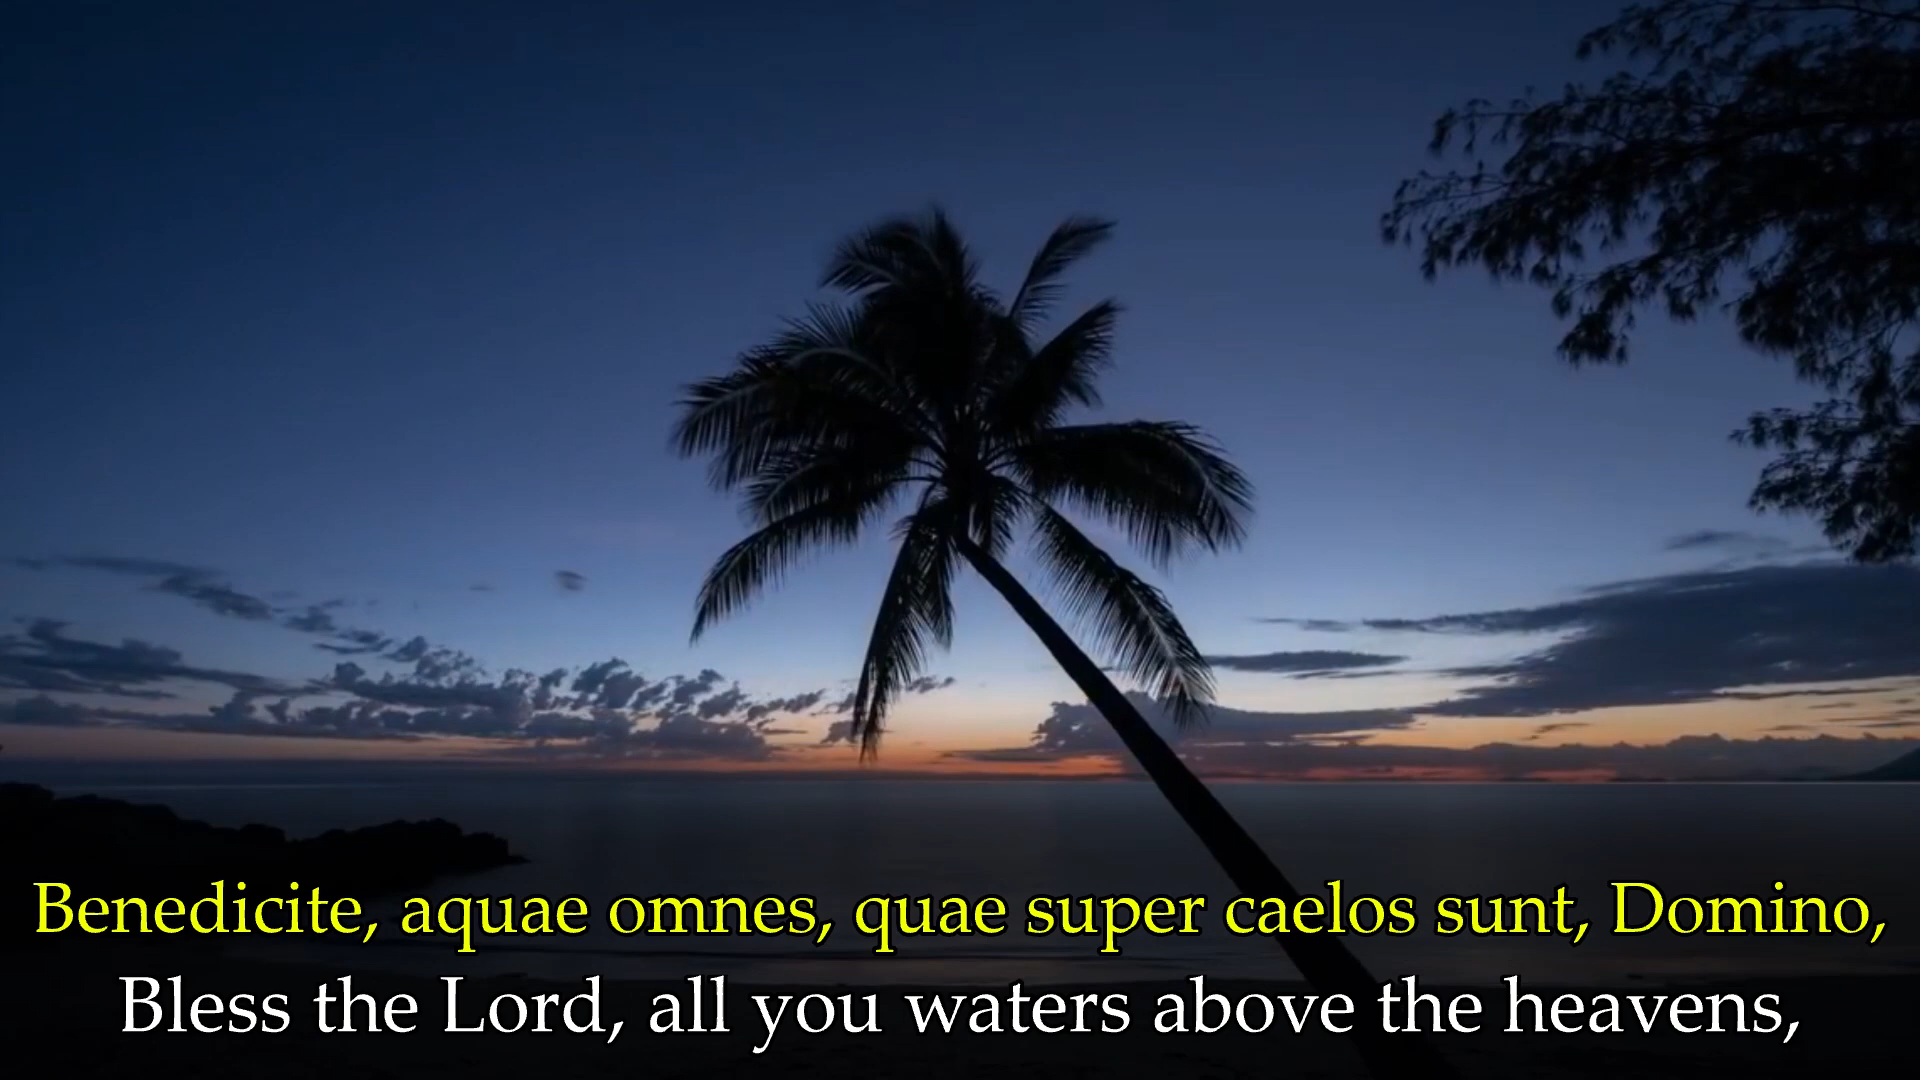 Benedicite, aquae omnes, quae super caelos sunt, Domino,
Bless the Lord, all you waters above the heavens,